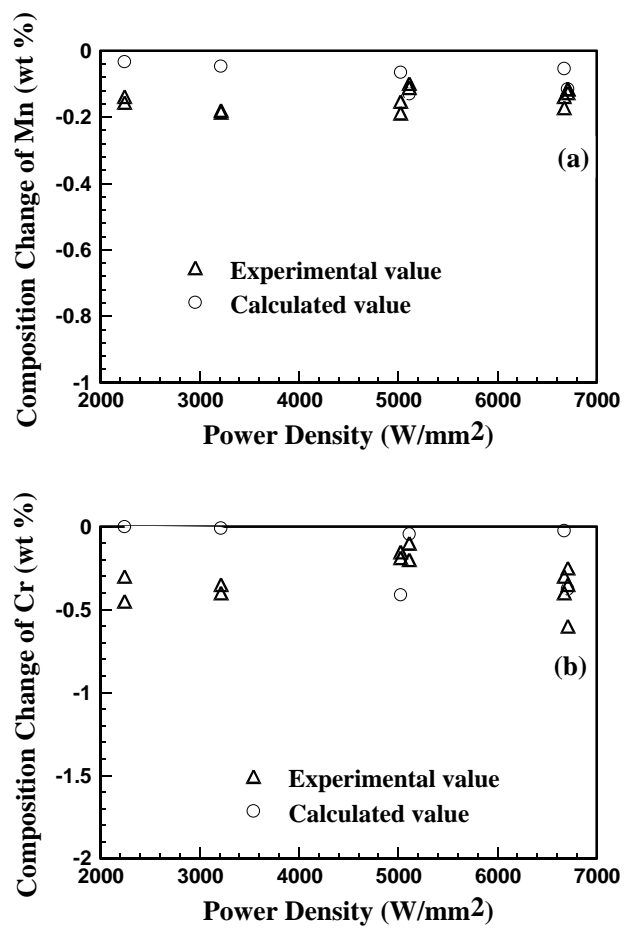 0
-0.2
-0.4
-0.6
-0.8
-1
Composition Change of Mn (wt %)
(a)
Experimental value
Calculated value
2000 3000 4000 5000 6000 7000
Power Density (W/mm2)
0
-0.5
-1
-1.5
-2
Composition Change of Cr (wt %)
(b)
Experimental value
Calculated value
2000 3000 4000 5000 6000 7000
Power Density (W/mm2)